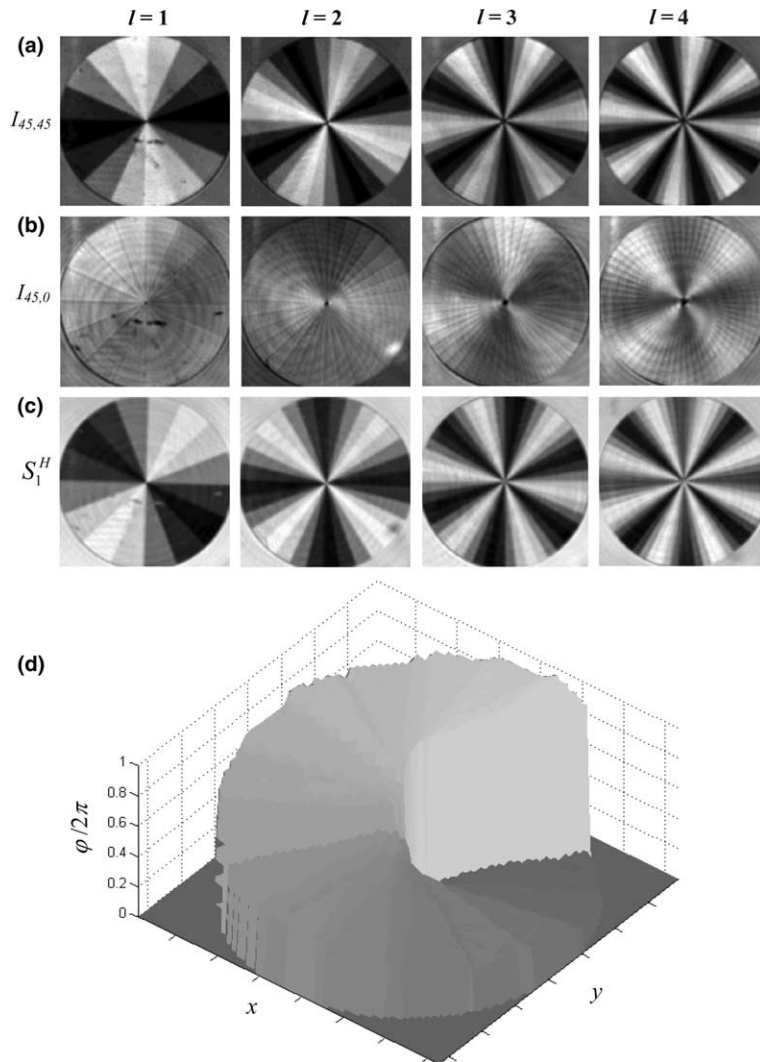 l = 1 l = 2 l = 3 l = 4
(a)
I45,45
(b)
I45,0
(c)
S1H
(d)
1
0.8
0.6
0.4
0.2
0
φ/2π
x
y